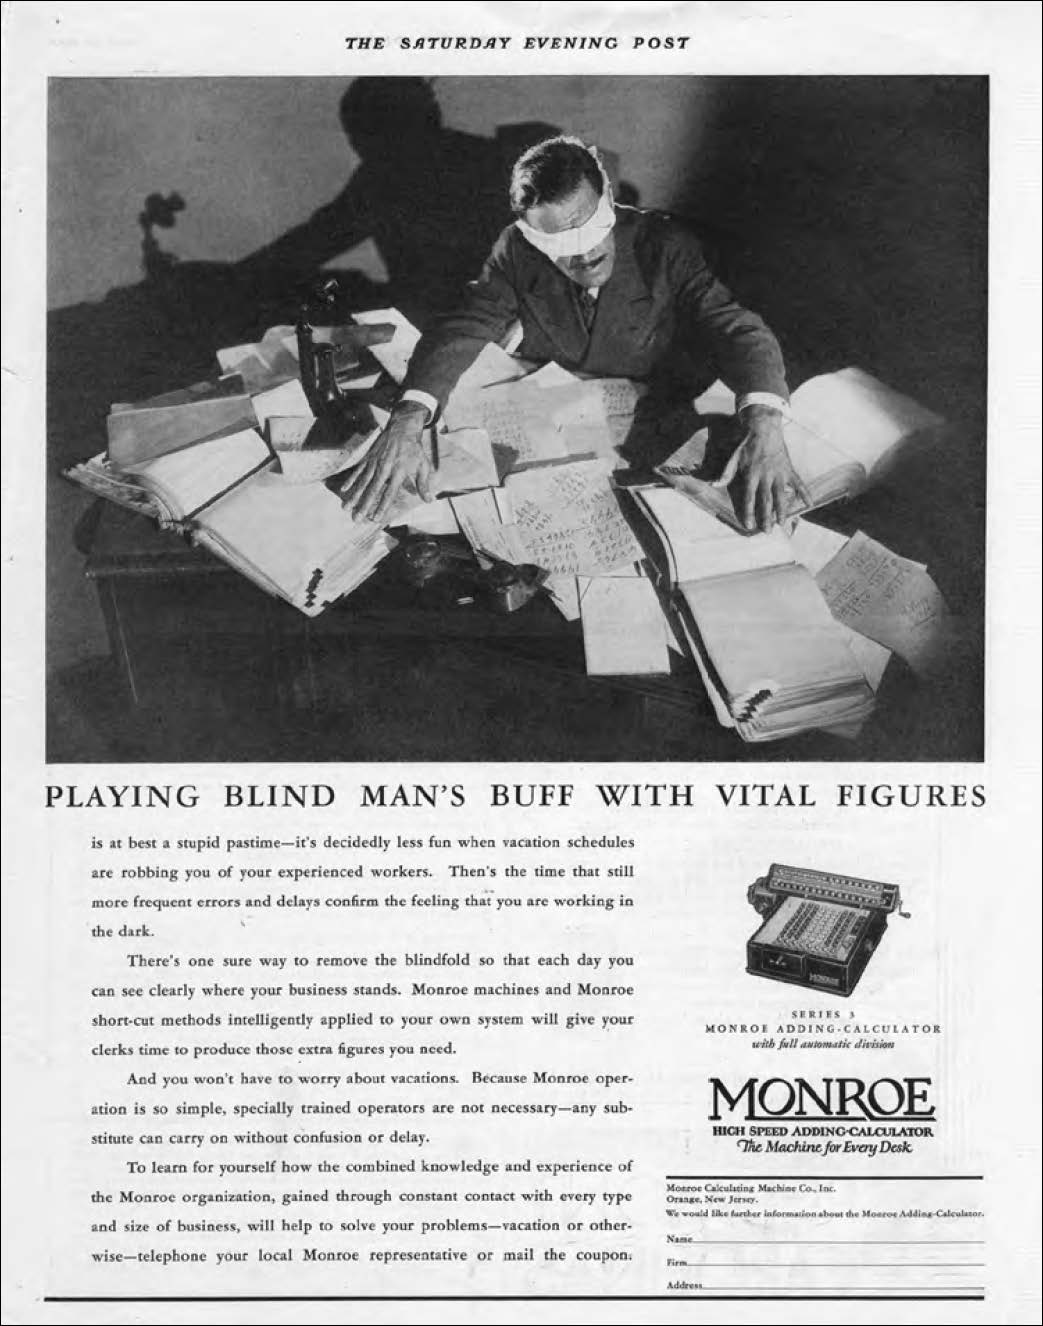 THE SATURDAY EVENING POST
PLAYING BLIND MAN'S BUFF WITH VITAL FIGURES
is at best a stupid pastime—it's decidedly less fun when vacation schedules
are robbing you of your experienced workers. Then's the time that still
more frequent errors and delays confirm the feeling that you are working in
the dark.
There's one sure way to remove the blindfold so that each day you
can see clearly where your business stands. Monroe machines and Monroe
short-cut methods intelligently applied to your own system will give your
clerks time to produce those extra figures you need.
And you won't have to worry about vacations. Because Monroe oper-
ation is so simple, specially trained operators are not necessary—any sub-
stitute can carry on without confusion or delay.
To learn for yourself how the combined knowledge and experience of
the Monroe organization, gained through constant contact with every type
and size of business, will help to solve your problems—vacation or other-
wise—telephone your local Monroe representative or mail the coupon.
MONROE
SERIES 3
MONROE ADDING-CALCULATOR
with full automatic division
MONROE
HIGH SPEED ADDING-CALCULATOR
The Machine for Every Desk
Monroe Calculating Machine Co., Inc.
Orange, New Jersey.
We would like further information about the Monroe Adding-Calculator.
Name
Firm
Address